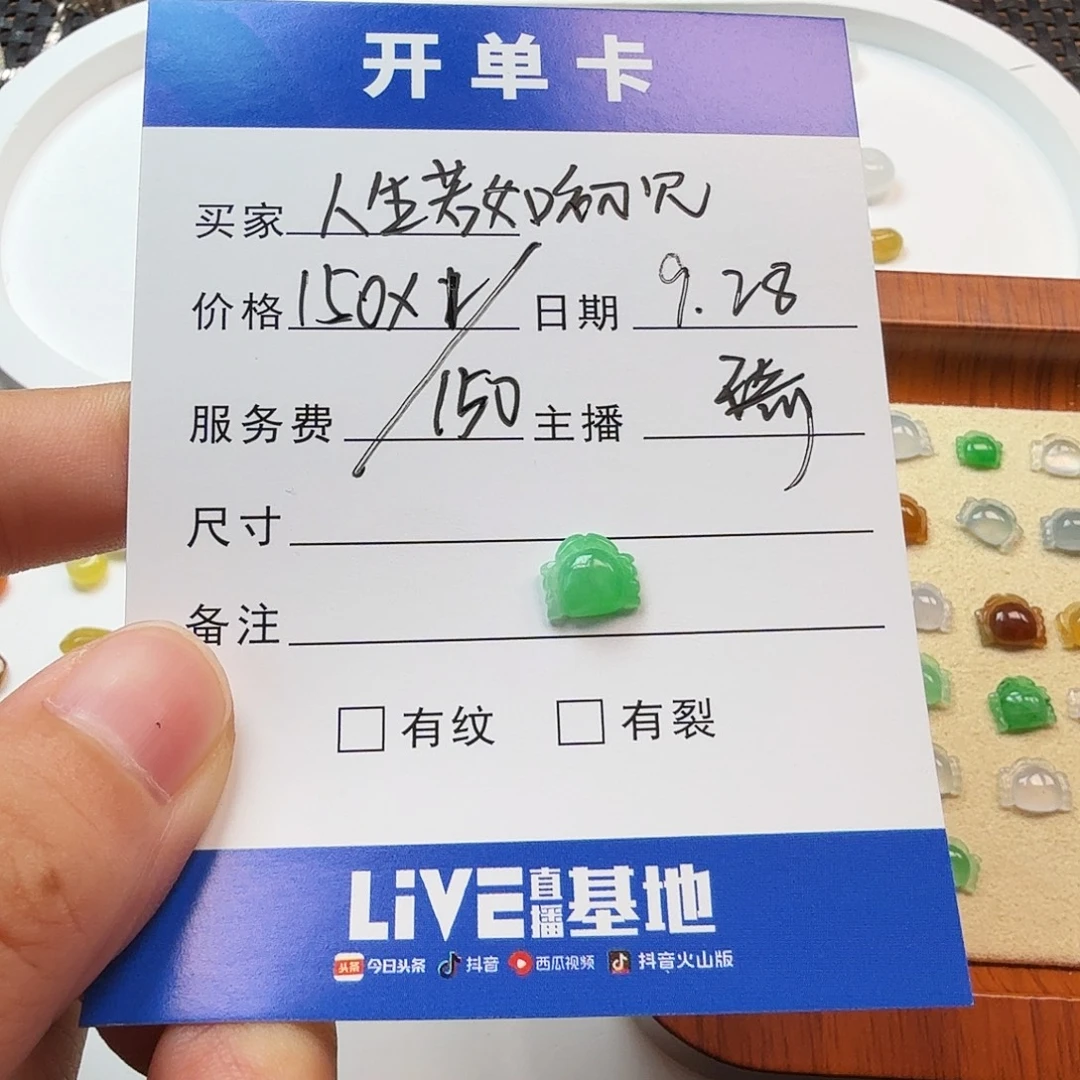 开单卡
买家 人生若如初见
价格 150X1 日期 9.28
服务费 150 主播
尺寸
备注
□ 有纹 □ 有裂
LiVE直播基地
头条 今日头条 抖音 西瓜视频 抖音火山版